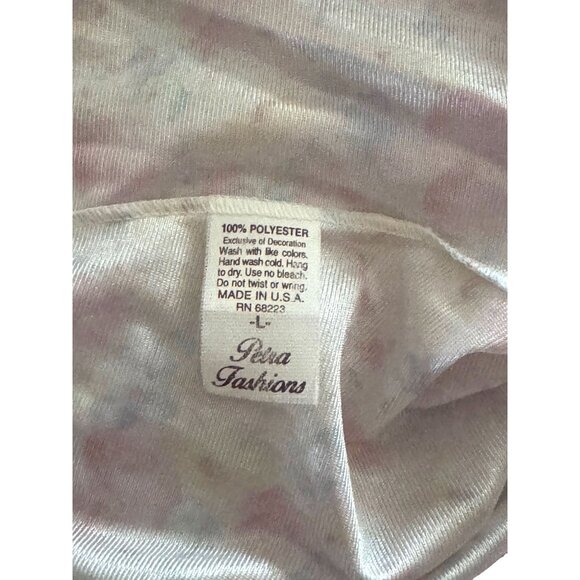 100% POLYESTER
Exclusive of Decoration
Wash with like colors.
Hand wash cold. Hang
to dry. Use no bleach.
Do not twist or wring.
MADE IN U.S.A.
RN 68223
-L-
Petra
Fashions